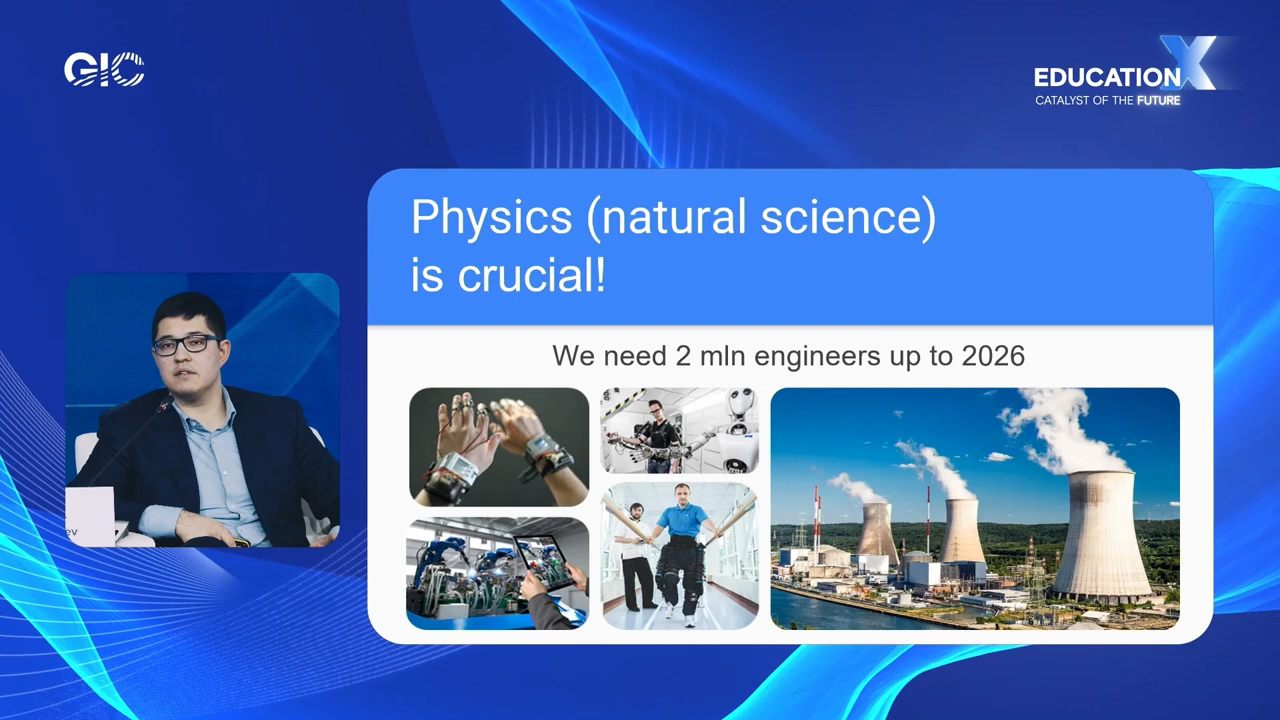 GIC
EDUCATION X
CATALYST OF THE FUTURE
Physics (natural science)
is crucial!
We need 2 mln engineers up to 2026
ev